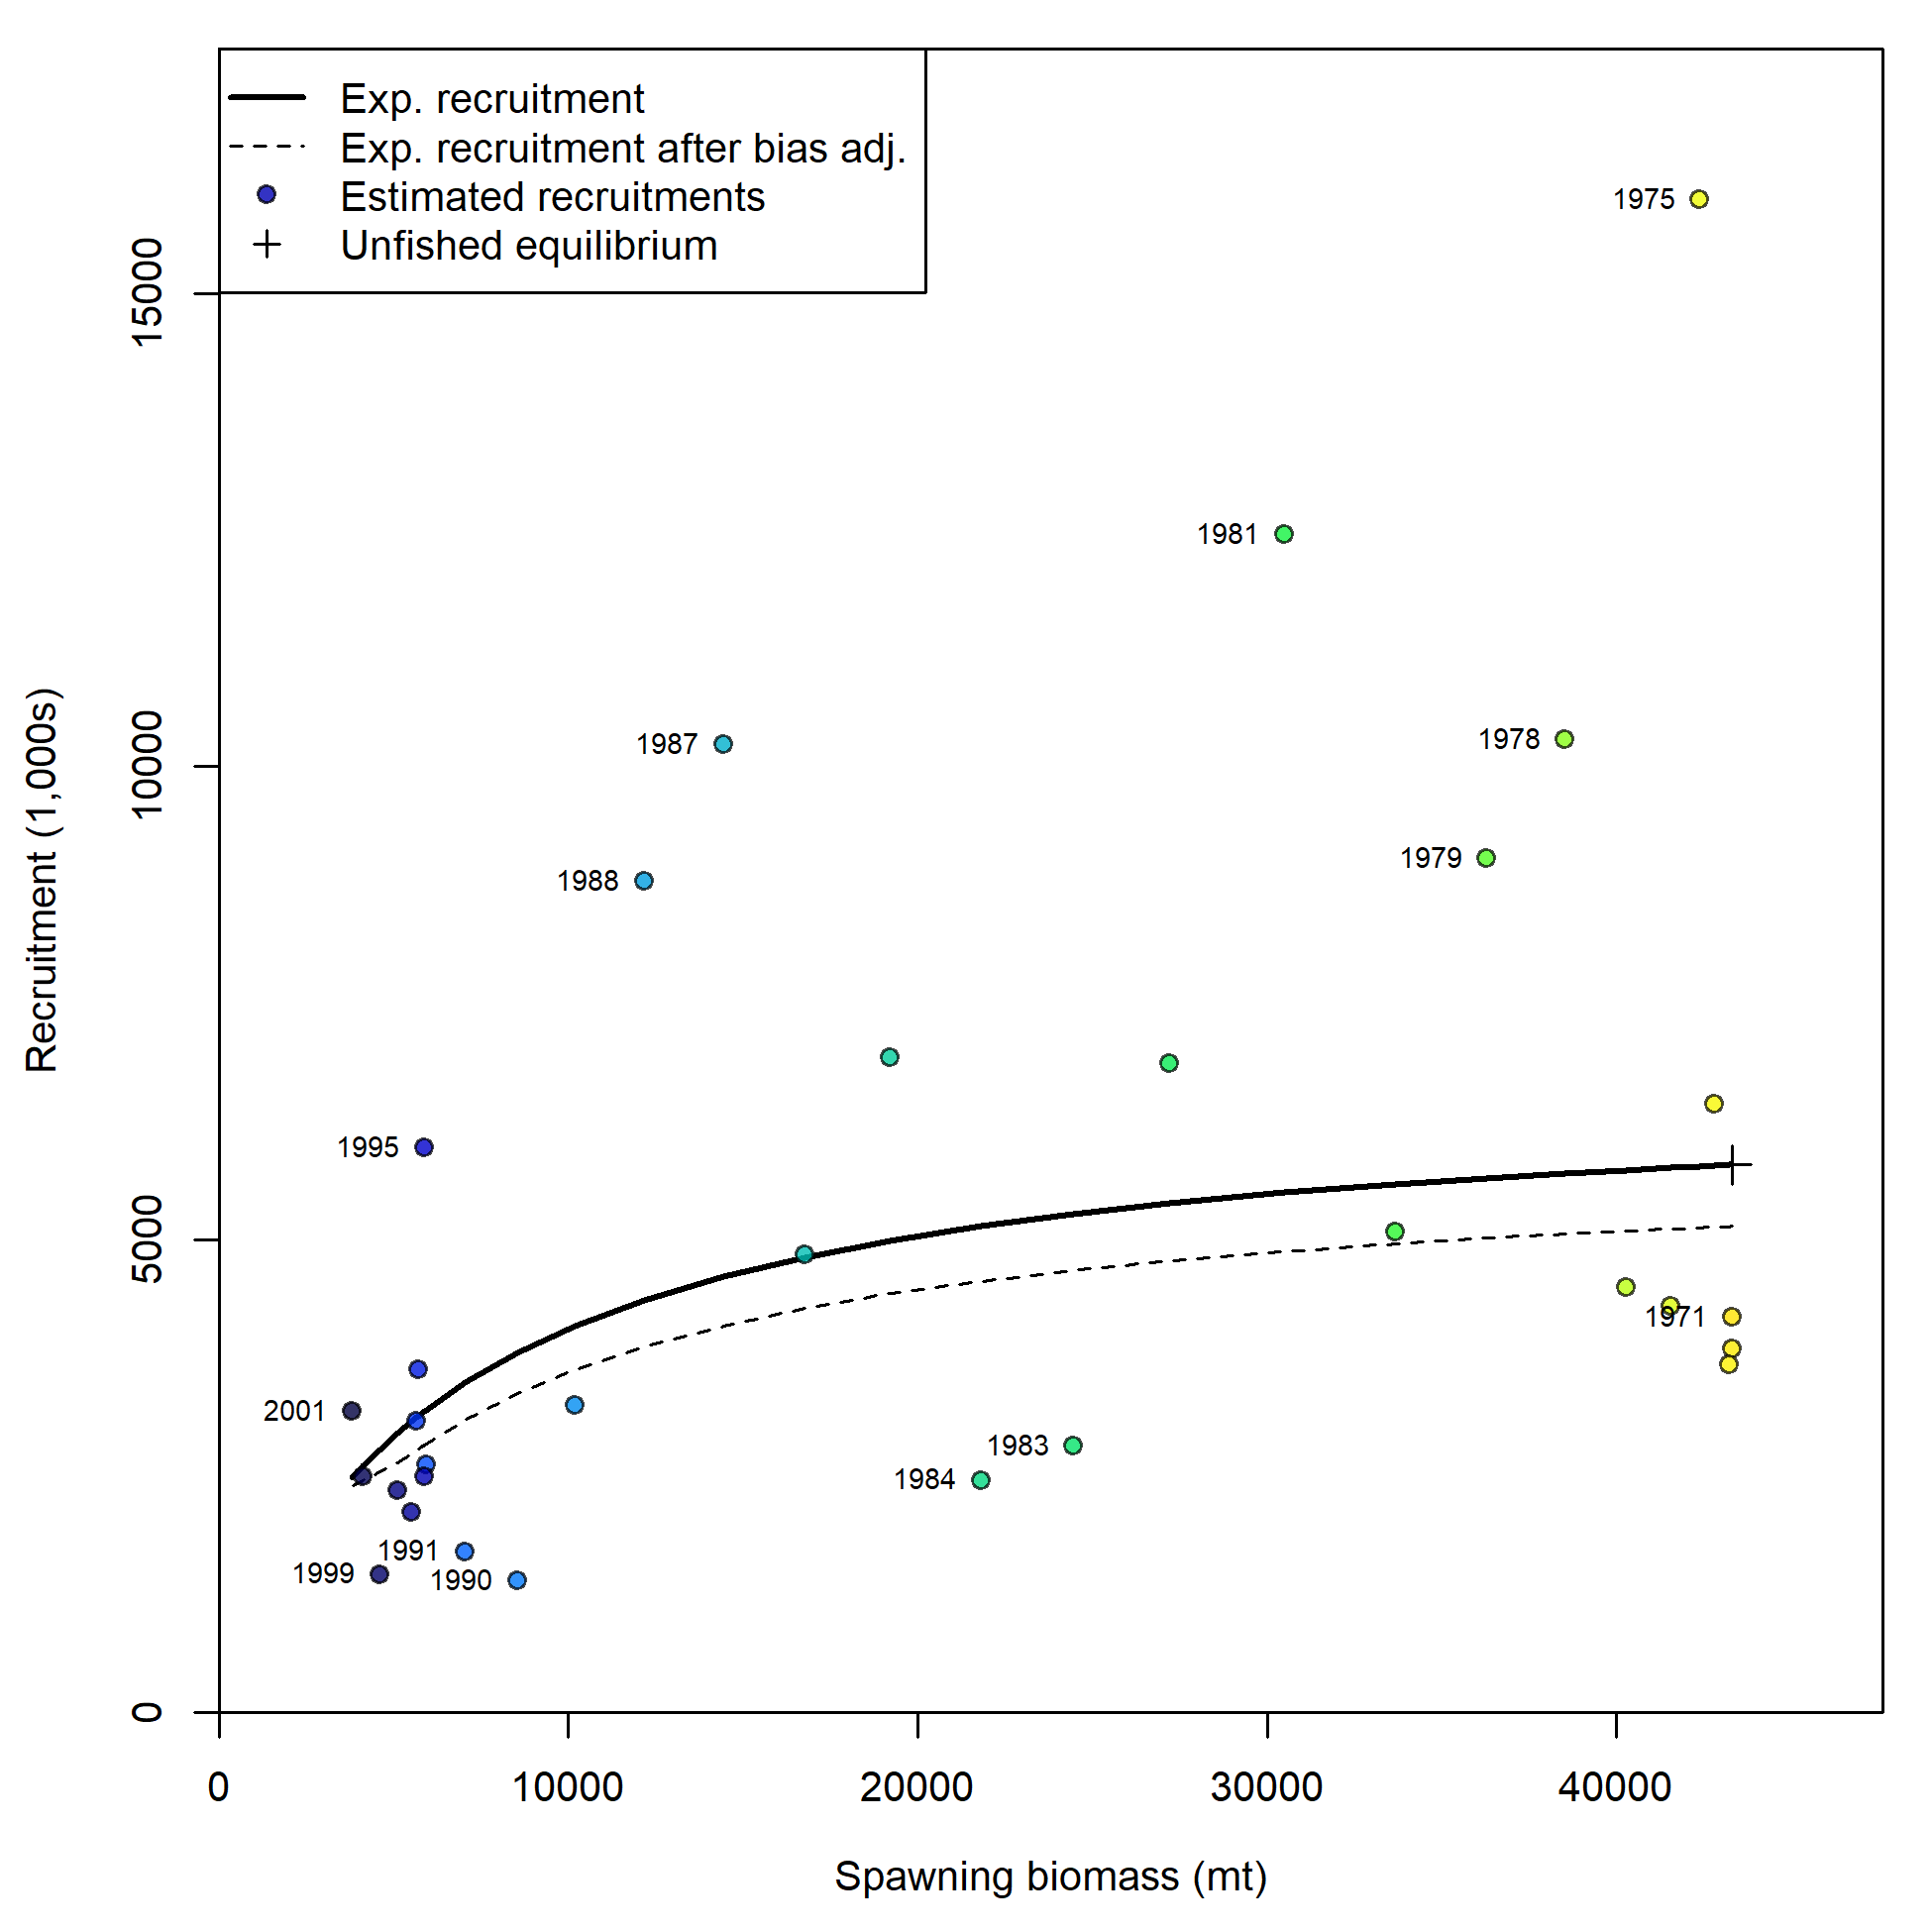 Exp. recruitment
Exp. recruitment after bias adj.
Estimated recruitments
Unfished equilibrium
1975
15000
1981
1978
1987
10000
1979
1988
Recruitment (1,000s)
1995
5000
1971
2001
1983
1984
1991
1999
1990
0
0 10000 20000 30000 40000
Spawning biomass (mt)